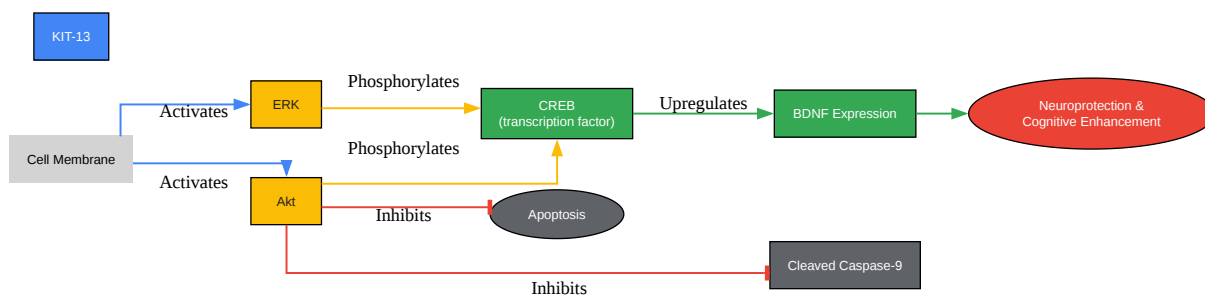 KIT-13
Phosphorylates
Activates
ERK
CREB
(transcription factor)
Upregulates
BDNF Expression
Neuroprotection &
Cognitive Enhancement
Cell Membrane
Phosphorylates
Activates
Akt
Inhibits
Apoptosis
Cleaved Caspase-9
Inhibits